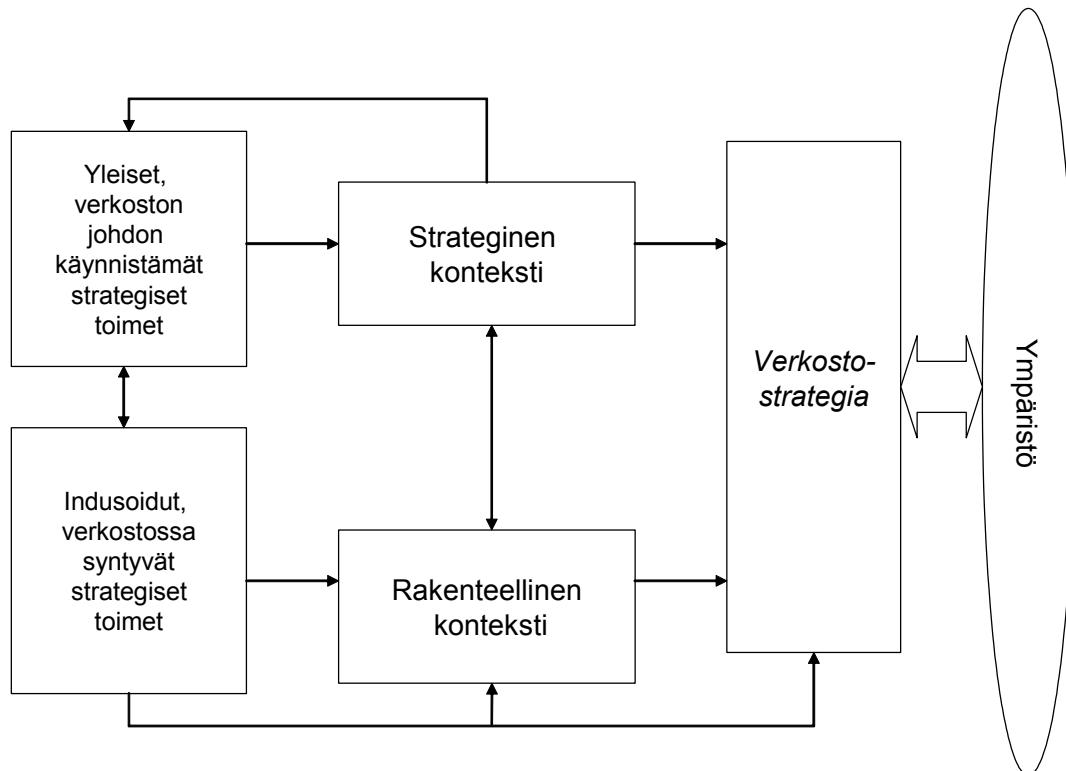 Yleiset,
verkoston
johdon
käynnistämät
strategiset
toimet
Strateginen
konteksti
Indusoidut,
verkostossa
syntyvät
strategiset
toimet
Rakenteellinen
konteksti
Verkosto-
strategia
Ympäristö